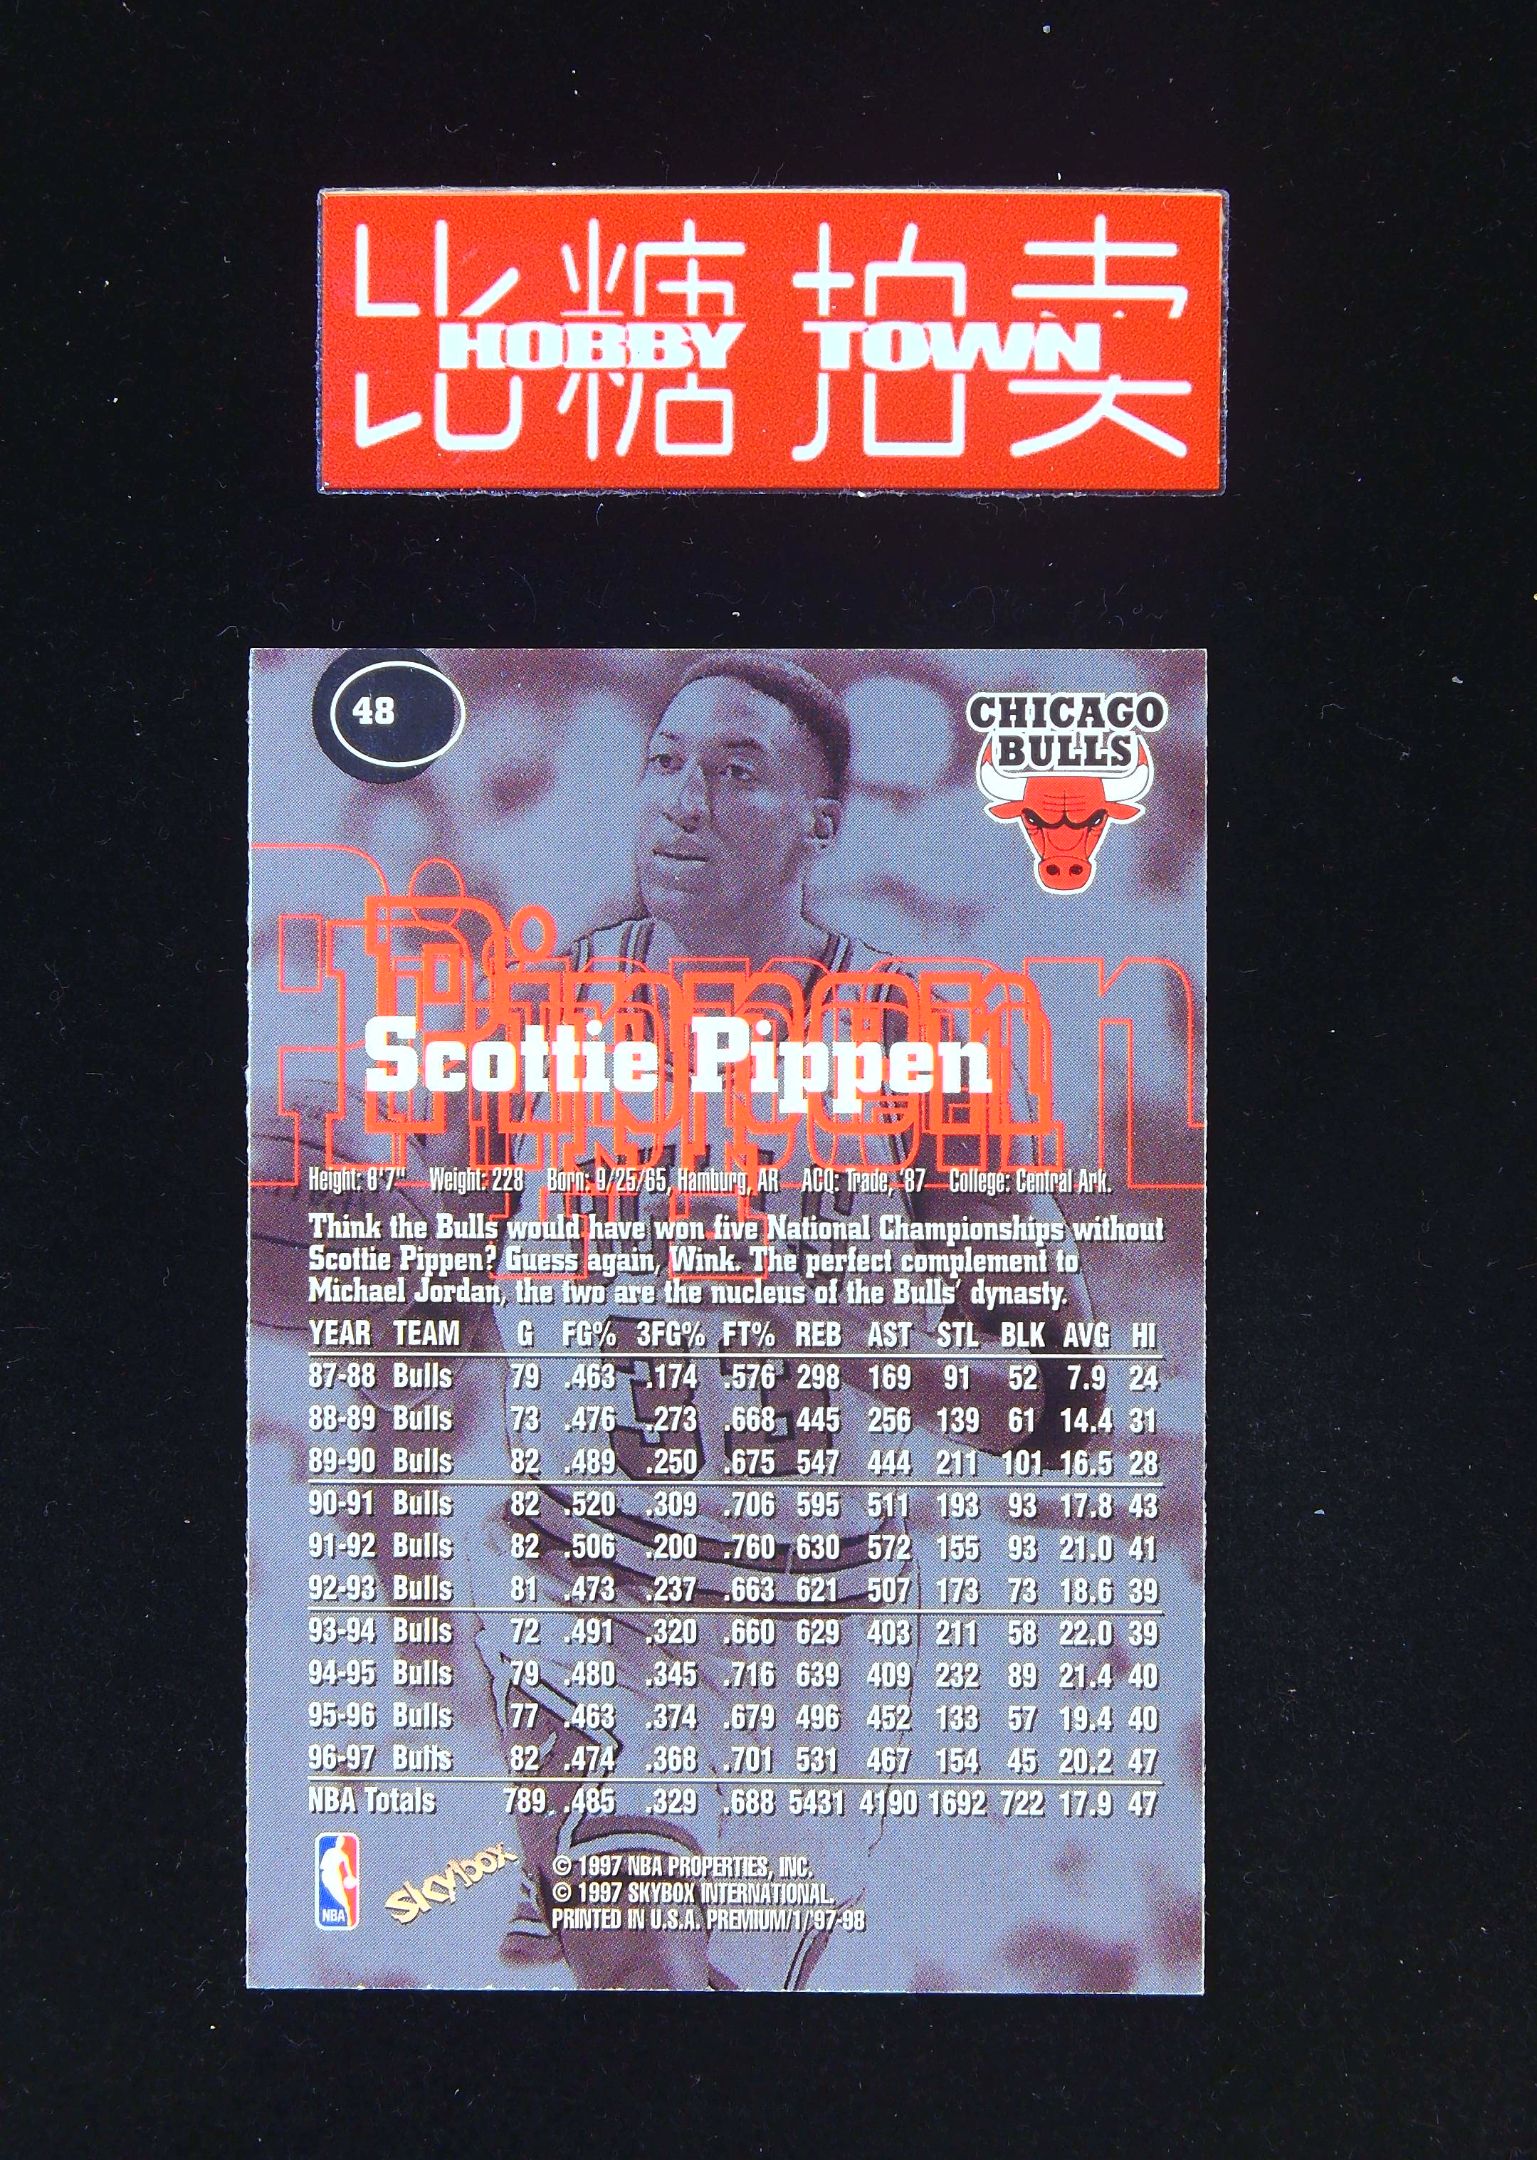 比糖拍卖
HOBBY TOWN
48
CHICAGO
BULLS
Pippen
Scottie Pippen
Height: 6'7" Weight: 228 Born: 9/25/65, Hamburg, AR ACQ: Trade, '87 College: Central Ark.
Think the Bulls would have won five National Championships without
Scottie Pippen? Guess again, Wink. The perfect complement to
Michael Jordan, the two are the nucleus of the Bulls' dynasty.
YEAR TEAM G FG% 3FG% FT% REB AST STL BLK AVG HI
87-88 Bulls 79 .463 .174 .576 298 169 91 52 7.9 24
88-89 Bulls 73 .476 .273 .668 445 256 139 61 14.4 31
89-90 Bulls 82 .489 .250 .675 547 444 211 101 16.5 28
90-91 Bulls 82 .520 .309 .706 595 511 193 93 17.8 43
91-92 Bulls 82 .506 .200 .760 630 572 155 93 21.0 41
92-93 Bulls 81 .473 .237 .663 621 507 173 73 18.6 39
93-94 Bulls 72 .491 .320 .660 629 403 211 58 22.0 39
94-95 Bulls 79 .480 .345 .716 639 409 232 89 21.4 40
95-96 Bulls 77 .463 .374 .679 496 452 133 57 19.4 40
96-97 Bulls 82 .474 .368 .701 531 467 154 45 20.2 47
NBA Totals 789 .485 .329 .688 5431 4190 1692 722 17.9 47
NBA
Skybox
© 1997 NBA PROPERTIES, INC.
© 1997 SKYBOX INTERNATIONAL.
PRINTED IN U.S.A. PREMIUM/1/'97-98